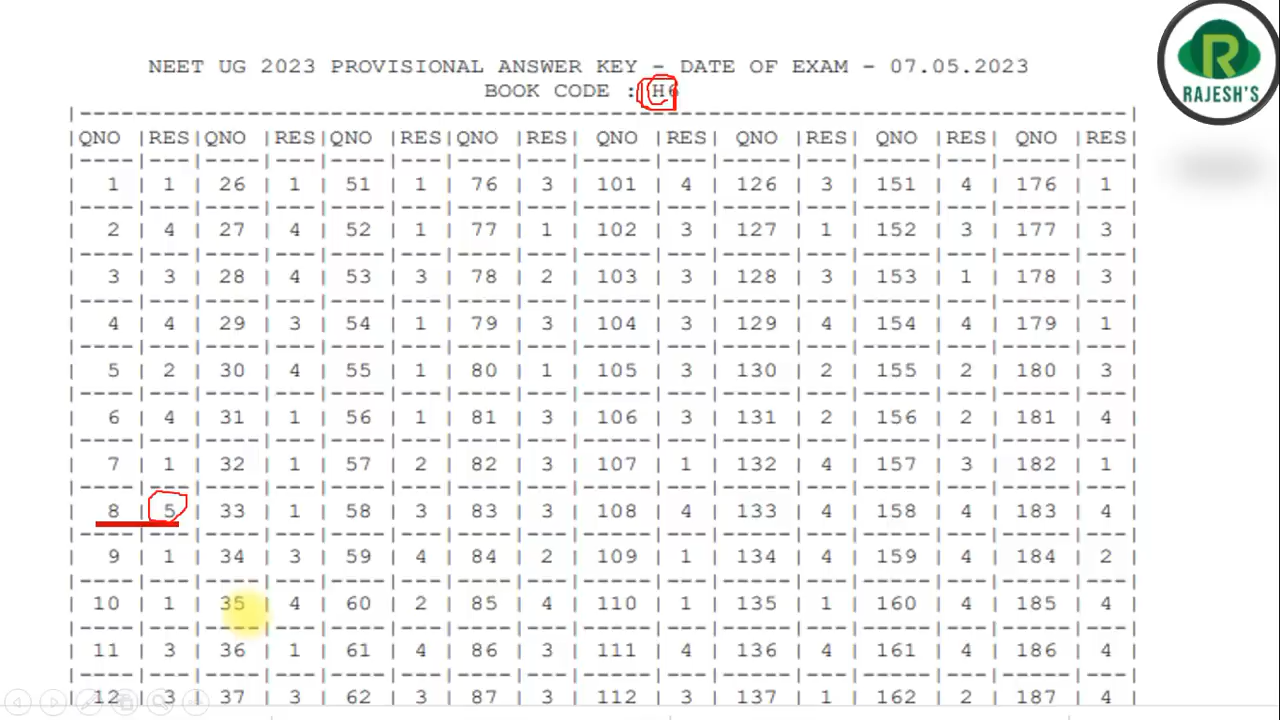 NEET UG 2023 PROVISIONAL ANSWER KEY - DATE OF EXAM - 07.05.2023
BOOK CODE : H6
R
RAJESH'S
|QNO |RES|QNO |RES|QNO |RES|QNO |RES| QNO |RES| QNO |RES| QNO |RES| QNO |RES|
| 1 | 1 | 26 | 1 | 51 | 1 | 76 | 3 | 101 | 4 | 126 | 3 | 151 | 4 | 176 | 1 |
| 2 | 4 | 27 | 4 | 52 | 1 | 77 | 1 | 102 | 3 | 127 | 1 | 152 | 3 | 177 | 3 |
| 3 | 3 | 28 | 4 | 53 | 3 | 78 | 2 | 103 | 3 | 128 | 3 | 153 | 1 | 178 | 3 |
| 4 | 4 | 29 | 3 | 54 | 1 | 79 | 3 | 104 | 3 | 129 | 4 | 154 | 4 | 179 | 1 |
| 5 | 2 | 30 | 4 | 55 | 1 | 80 | 1 | 105 | 3 | 130 | 2 | 155 | 2 | 180 | 3 |
| 6 | 4 | 31 | 1 | 56 | 1 | 81 | 3 | 106 | 3 | 131 | 2 | 156 | 2 | 181 | 4 |
| 7 | 1 | 32 | 1 | 57 | 2 | 82 | 3 | 107 | 1 | 132 | 4 | 157 | 3 | 182 | 1 |
| 8 | 5 | 33 | 1 | 58 | 3 | 83 | 3 | 108 | 4 | 133 | 4 | 158 | 4 | 183 | 4 |
| 9 | 1 | 34 | 3 | 59 | 4 | 84 | 2 | 109 | 1 | 134 | 4 | 159 | 4 | 184 | 2 |
| 10 | 1 | 35 | 4 | 60 | 2 | 85 | 4 | 110 | 1 | 135 | 1 | 160 | 4 | 185 | 4 |
| 11 | 3 | 36 | 1 | 61 | 4 | 86 | 3 | 111 | 4 | 136 | 4 | 161 | 4 | 186 | 4 |
| 12 | 3 | 37 | 3 | 62 | 3 | 87 | 3 | 112 | 3 | 137 | 1 | 162 | 2 | 187 | 4 |